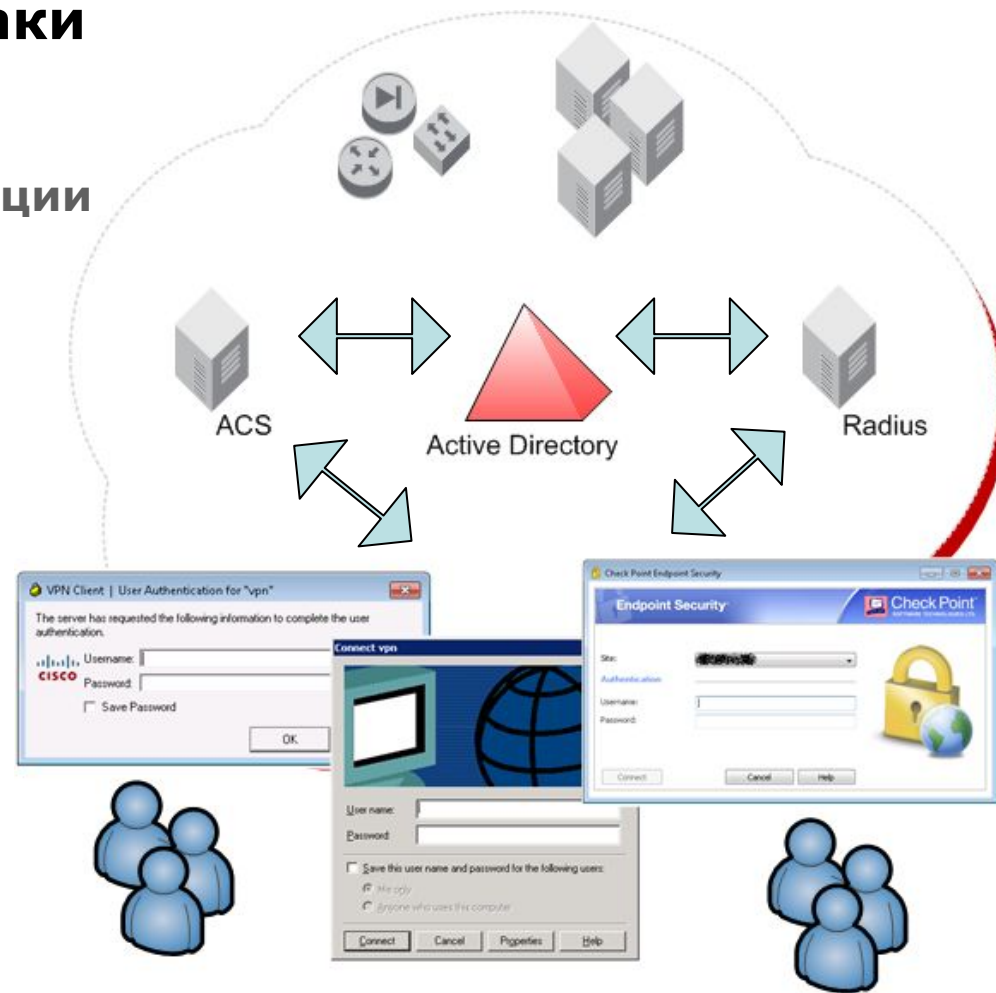 аки
ции
ACS
Active Directory
Radius
VPN Client | User Authentication for "vpn"
The server has requested the following information to complete the user
authentication.
CISCO
Username:
Password:
Save Password
OK
Connect vpn
User name:
Password:
Save this user name and password for the following users:
Me only
Anyone who uses this computer
Connect
Cancel
Properties
Help
Check Point Endpoint Security
Endpoint Security
Check Point
SOFTWARE TECHNOLOGIES LTD.
Site:
Authentication
Username:
Password:
Connect
Cancel
Help